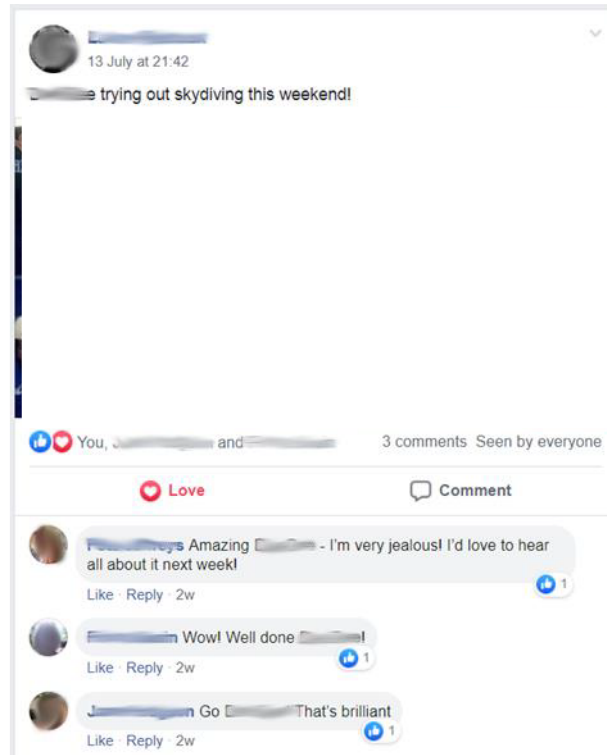 13 July at 21:42
trying out skydiving this weekend!
You, and
3 comments Seen by everyone
Love
Comment
Amazing - I'm very jealous! I'd love to hear
all about it next week!
1
Like · Reply · 2w
Wow! Well done !
1
Like · Reply · 2w
Go That's brilliant
1
Like · Reply · 2w